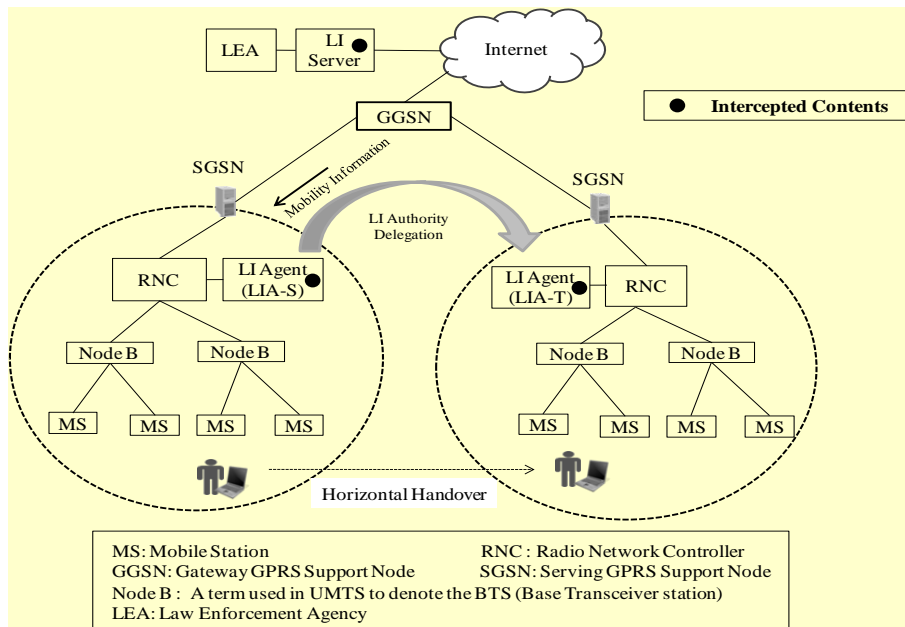 LEA
LI
Server
Internet
GGSN
Intercepted Contents
SGSN
SGSN
Mobility Information
LI Authority
Delegation
RNC
LI Agent
(LIA-S)
LI Agent
(LIA-T)
RNC
Node B
Node B
Node B
Node B
MS
MS
MS
MS
MS
MS
MS
MS
Horizontal Handover
MS: Mobile Station
RNC : Radio Network Controller
GGSN: Gateway GPRS Support Node
SGSN: Serving GPRS Support Node
Node B : A term used in UMTS to denote the BTS (Base Transceiver station)
LEA: Law Enforcement Agency